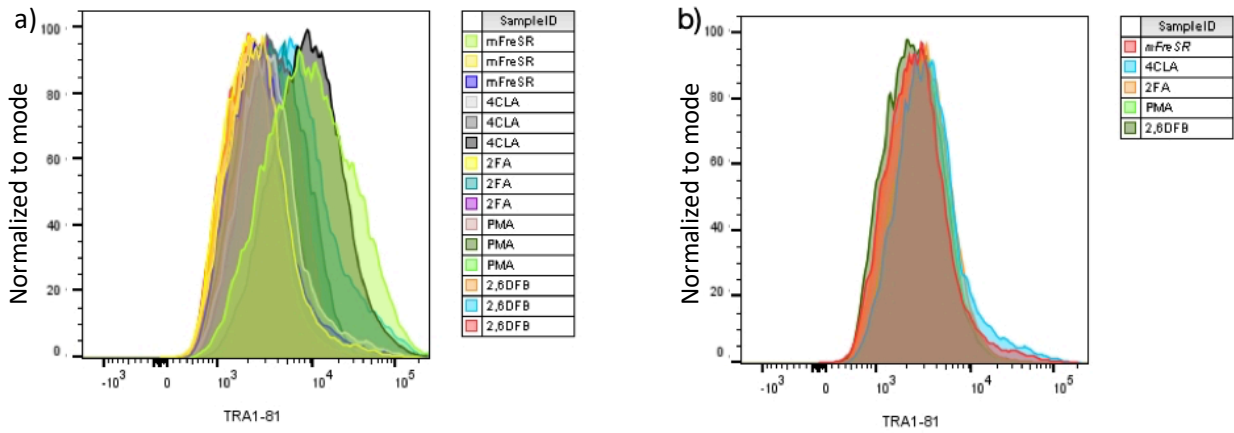 a)
Normalized to mode
100
80
60
40
20
0
-10³ 0 10³ 10⁴ 10⁵
TRA1-81
SampleID
mFreSR
mFreSR
mFreSR
4CLA
4CLA
4CLA
2FA
2FA
2FA
PMA
PMA
PMA
2,6DFB
2,6DFB
2,6DFB
b)
Normalized to mode
100
80
60
40
20
0
-10³ 0 10³ 10⁴ 10⁵
TRA1-81
SampleID
mFreSR
4CLA
2FA
PMA
2,6DFB